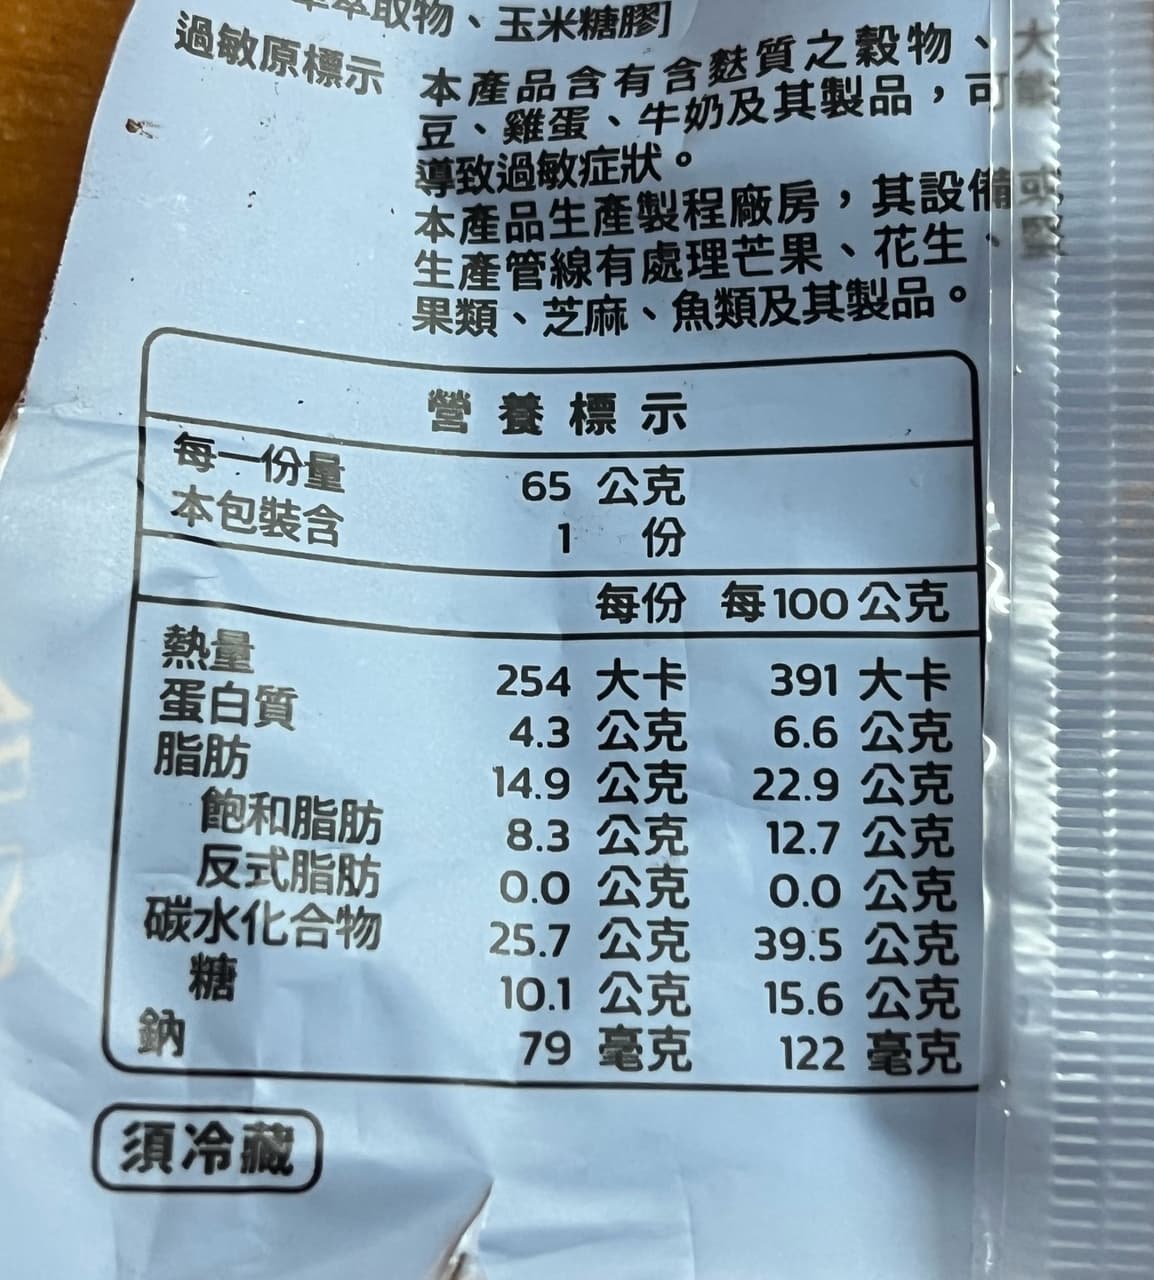 萃取物、玉米糖膠]
過敏原標示
本產品含有含麩質之穀物、大
豆、雞蛋、牛奶及其製品，可能
導致過敏症狀。
本產品生產製程廠房，其設備或
生產管線有處理芒果、花生、堅
果類、芝麻、魚類及其製品。
營養標示
每一份量 65 公克
本包裝含 1 份
每份 每100公克
熱量 254 大卡 391 大卡
蛋白質 4.3 公克 6.6 公克
脂肪 14.9 公克 22.9 公克
飽和脂肪 8.3 公克 12.7 公克
反式脂肪 0.0 公克 0.0 公克
碳水化合物 25.7 公克 39.5 公克
糖 10.1 公克 15.6 公克
鈉 79 毫克 122 毫克
須冷藏